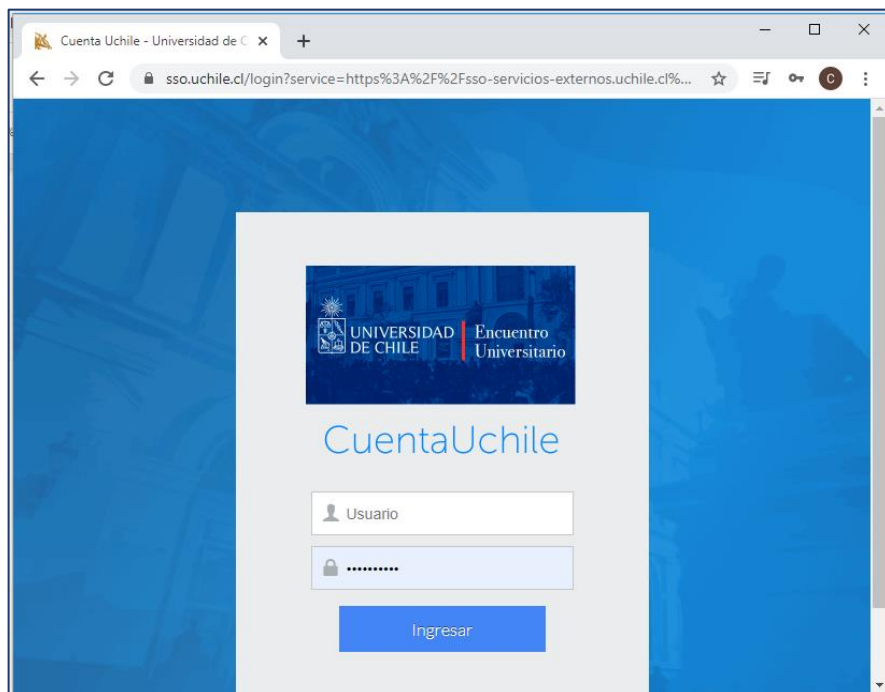 Cuenta Uchile - Universidad de C
sso.uchile.cl/login?service=https%3A%2F%2Fsso-servicios-externos.uchile.cl%...
C
UNIVERSIDAD
DE CHILE
Encuentro
Universitario
CuentaUchile
Usuario
••••••••••
Ingresar